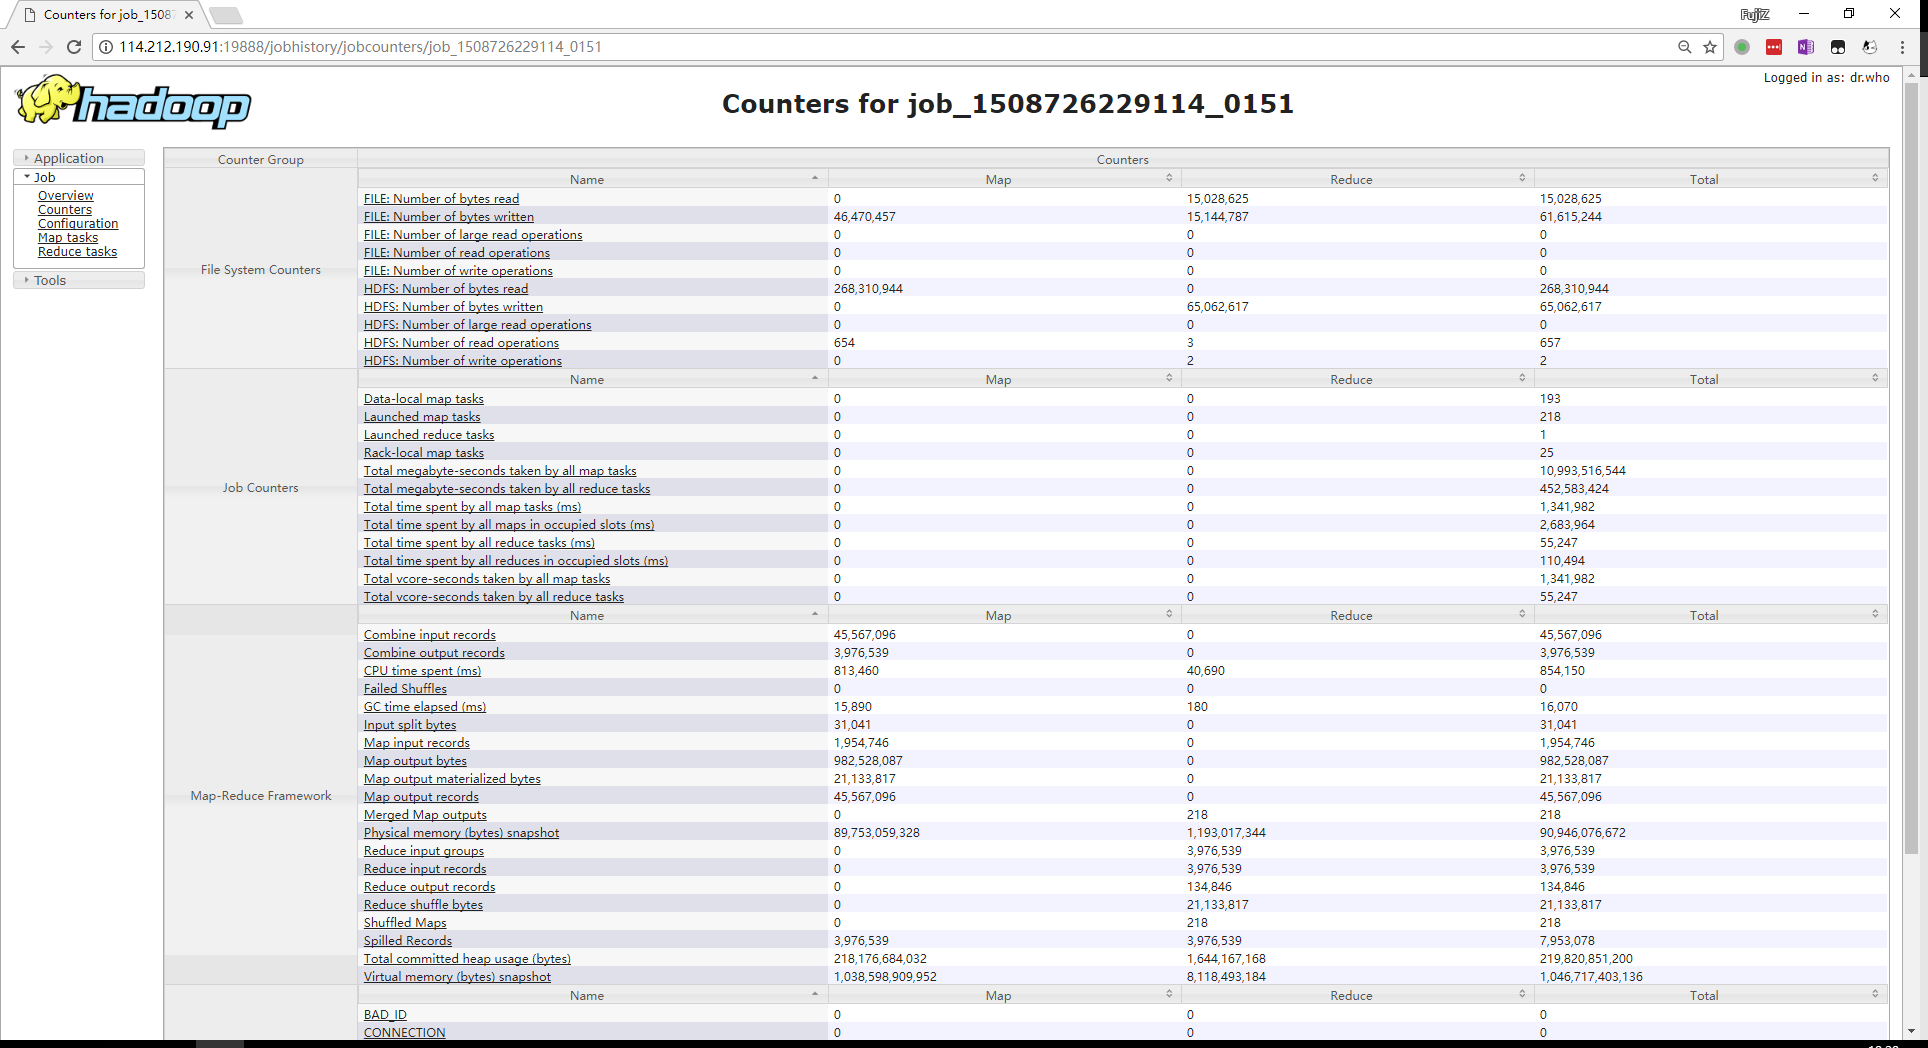 Counters for job_1508
FujiZ
114.212.190.91:19888/jobhistory/jobcounters/job_1508726229114_0151
Logged in as: dr.who
hadoop
Counters for job_1508726229114_0151
Application
Job
Overview
Counters
Configuration
Map tasks
Reduce tasks
Tools
Counter Group Counters
File System Counters
Name Map Reduce Total
FILE: Number of bytes read 0 15,028,625 15,028,625
FILE: Number of bytes written 46,470,457 15,144,787 61,615,244
FILE: Number of large read operations 0 0 0
FILE: Number of read operations 0 0 0
FILE: Number of write operations 0 0 0
HDFS: Number of bytes read 268,310,944 0 268,310,944
HDFS: Number of bytes written 0 65,062,617 65,062,617
HDFS: Number of large read operations 0 0 0
HDFS: Number of read operations 654 3 657
HDFS: Number of write operations 0 2 2
Job Counters
Name Map Reduce Total
Data-local map tasks 0 0 193
Launched map tasks 0 0 218
Launched reduce tasks 0 0 1
Rack-local map tasks 0 0 25
Total megabyte-seconds taken by all map tasks 0 0 10,993,516,544
Total megabyte-seconds taken by all reduce tasks 0 0 452,583,424
Total time spent by all map tasks (ms) 0 0 1,341,982
Total time spent by all maps in occupied slots (ms) 0 0 2,683,964
Total time spent by all reduce tasks (ms) 0 0 55,247
Total time spent by all reduces in occupied slots (ms) 0 0 110,494
Total vcore-seconds taken by all map tasks 0 0 1,341,982
Total vcore-seconds taken by all reduce tasks 0 0 55,247
Map-Reduce Framework
Name Map Reduce Total
Combine input records 45,567,096 0 45,567,096
Combine output records 3,976,539 0 3,976,539
CPU time spent (ms) 813,460 40,690 854,150
Failed Shuffles 0 0 0
GC time elapsed (ms) 15,890 180 16,070
Input split bytes 31,041 0 31,041
Map input records 1,954,746 0 1,954,746
Map output bytes 982,528,087 0 982,528,087
Map output materialized bytes 21,133,817 0 21,133,817
Map output records 45,567,096 0 45,567,096
Merged Map outputs 0 218 218
Physical memory (bytes) snapshot 89,753,059,328 1,193,017,344 90,946,076,672
Reduce input groups 0 3,976,539 3,976,539
Reduce input records 0 3,976,539 3,976,539
Reduce output records 0 134,846 134,846
Reduce shuffle bytes 0 21,133,817 21,133,817
Shuffled Maps 0 218 218
Spilled Records 3,976,539 3,976,539 7,953,078
Total committed heap usage (bytes) 218,176,684,032 1,644,167,168 219,820,851,200
Virtual memory (bytes) snapshot 1,038,598,909,952 8,118,493,184 1,046,717,403,136
Name Map Reduce Total
BAD_ID 0 0 0
CONNECTION 0 0 0